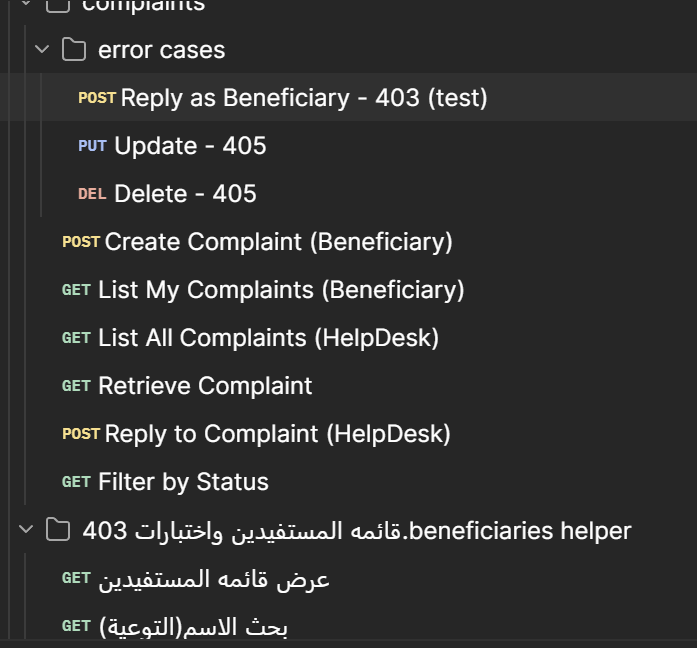 complaints
error cases
POST Reply as Beneficiary - 403 (test)
PUT Update - 405
DEL Delete - 405
POST Create Complaint (Beneficiary)
GET List My Complaints (Beneficiary)
GET List All Complaints (HelpDesk)
GET Retrieve Complaint
POST Reply to Complaint (HelpDesk)
GET Filter by Status
403 قائمه المستفيدين واختبارات.beneficiaries helper
GET عرض قائمه المستفيدين
GET بحث الاسم(التوعية)